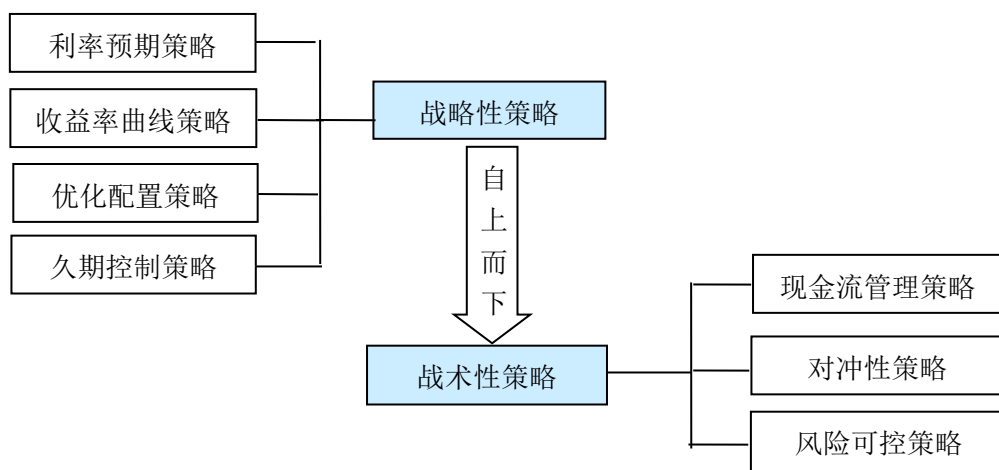 利率预期策略
收益率曲线策略
优化配置策略
久期控制策略
战略性策略
自
上
而
下
战术性策略
现金流管理策略
对冲性策略
风险可控策略